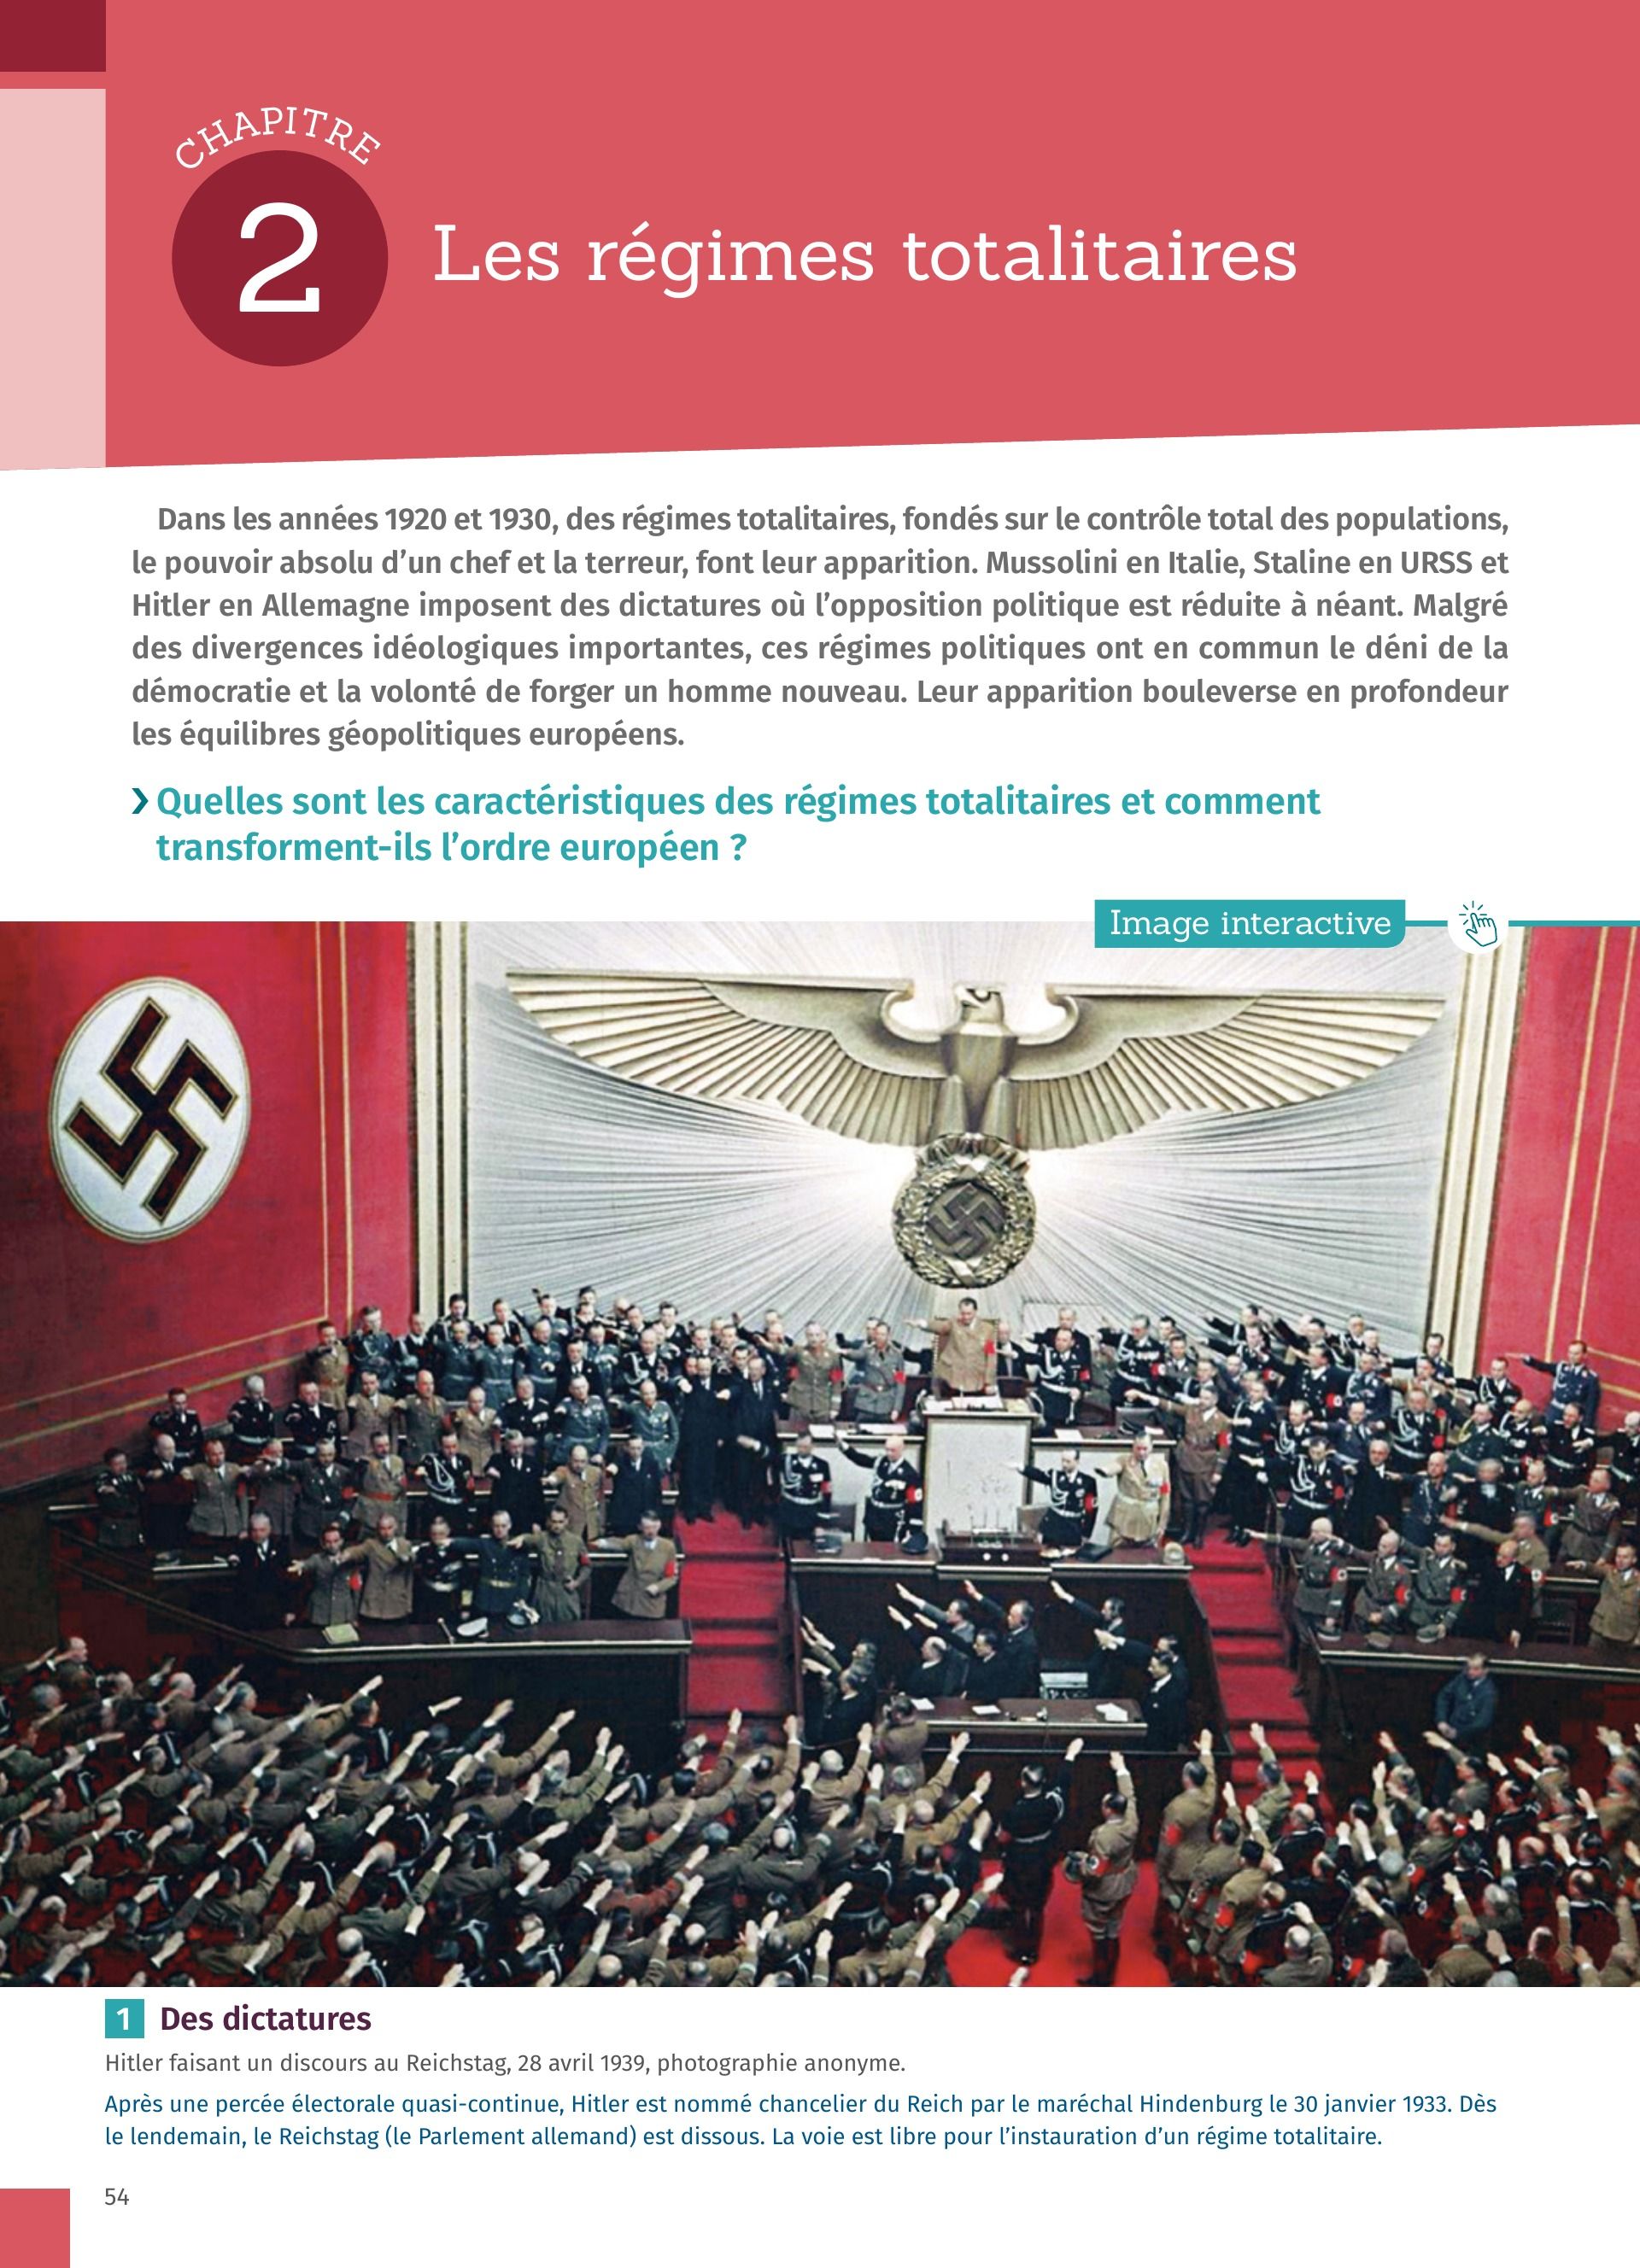 CHAPITRE
2
Les régimes totalitaires
Dans les années 1920 et 1930, des régimes totalitaires, fondés sur le contrôle total des populations,
le pouvoir absolu d’un chef et la terreur, font leur apparition. Mussolini en Italie, Staline en URSS et
Hitler en Allemagne imposent des dictatures où l’opposition politique est réduite à néant. Malgré
des divergences idéologiques importantes, ces régimes politiques ont en commun le déni de la
démocratie et la volonté de forger un homme nouveau. Leur apparition bouleverse en profondeur
les équilibres géopolitiques européens.
› Quelles sont les caractéristiques des régimes totalitaires et comment
transforment-ils l’ordre européen ?
Image interactive
1 Des dictatures
Hitler faisant un discours au Reichstag, 28 avril 1939, photographie anonyme.
Après une percée électorale quasi-continue, Hitler est nommé chancelier du Reich par le maréchal Hindenburg le 30 janvier 1933. Dès
le lendemain, le Reichstag (le Parlement allemand) est dissous. La voie est libre pour l’instauration d’un régime totalitaire.
54